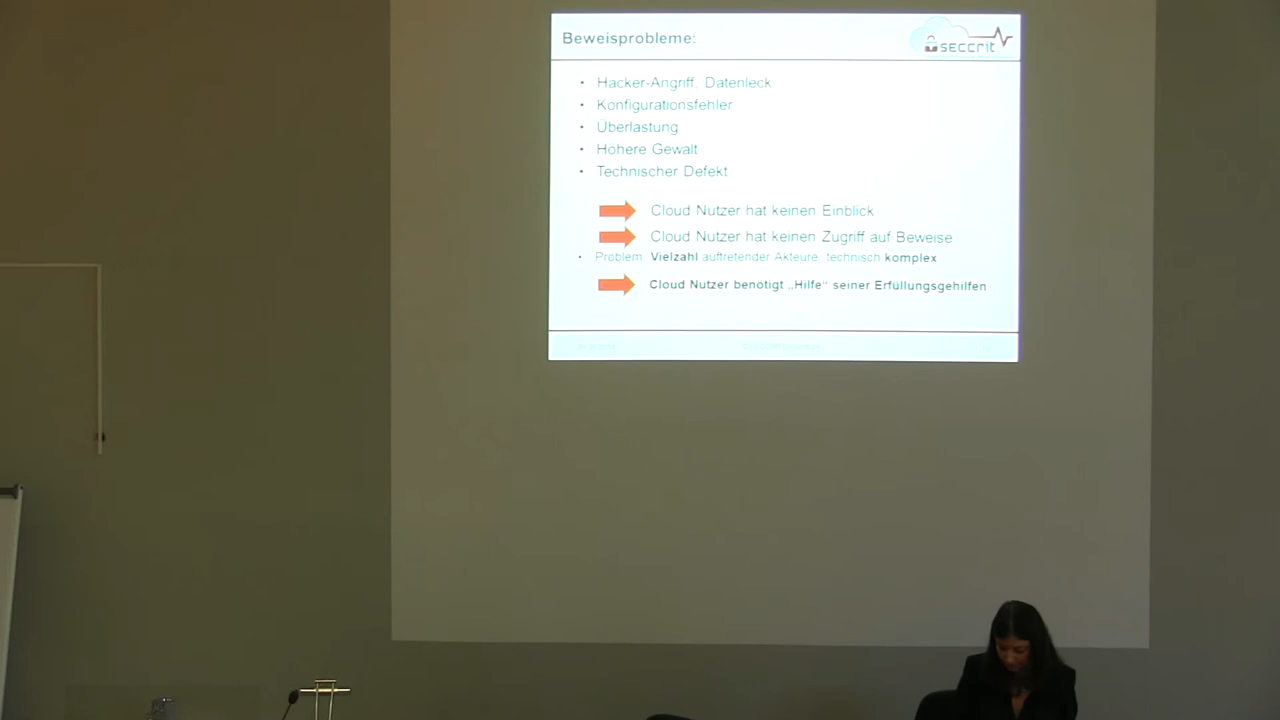 Beweisprobleme:
seccrit
• Hacker-Angriff, Datenleck
• Konfigurationsfehler
• Überlastung
• Höhere Gewalt
• Technischer Defekt
Cloud Nutzer hat keinen Einblick
Cloud Nutzer hat keinen Zugriff auf Beweise
• Problem: Vielzahl auftretender Akteure, technisch komplex
Cloud Nutzer benötigt „Hilfe“ seiner Erfüllungsgehilfen